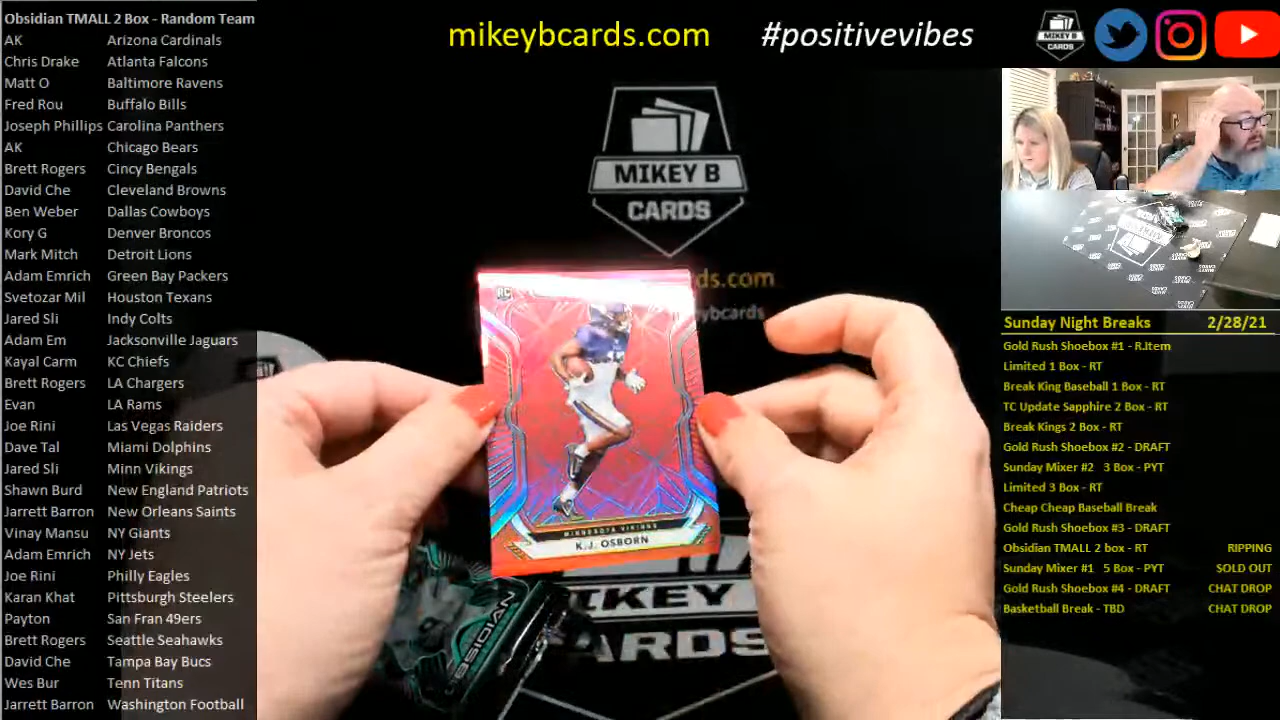 Obsidian TMALL 2 Box - Random Team
AK Arizona Cardinals
Chris Drake Atlanta Falcons
Matt O Baltimore Ravens
Fred Rou Buffalo Bills
Joseph Phillips Carolina Panthers
AK Chicago Bears
Brett Rogers Cincy Bengals
David Che Cleveland Browns
Ben Weber Dallas Cowboys
Kory G Denver Broncos
Mark Mitch Detroit Lions
Adam Emrich Green Bay Packers
Svetozar Mil Houston Texans
Jared Sli Indy Colts
Adam Em Jacksonville Jaguars
Kayal Carm KC Chiefs
Brett Rogers LA Chargers
Evan LA Rams
Joe Rini Las Vegas Raiders
Dave Tal Miami Dolphins
Jared Sli Minn Vikings
Shawn Burd New England Patriots
Jarrett Barron New Orleans Saints
Vinay Mansu NY Giants
Adam Emrich NY Jets
Joe Rini Philly Eagles
Karan Khat Pittsburgh Steelers
Payton San Fran 49ers
Brett Rogers Seattle Seahawks
David Che Tampa Bay Bucs
Wes Bur Tenn Titans
Jarrett Barron Washington Football
mikeybcards.com #positivevibes
MIKEY B
CARDS
MIKEY B
CARDS
ds.com
ybcards
RC
MINNESOTA VIKINGS
K.J. OSBORN
OBSIDIAN
IKEY
ARDS
Sunday Night Breaks 2/28/21
Gold Rush Shoebox #1 - R.Item
Limited 1 Box - RT
Break King Baseball 1 Box - RT
TC Update Sapphire 2 Box - RT
Break Kings 2 Box - RT
Gold Rush Shoebox #2 - DRAFT
Sunday Mixer #2 3 Box - PYT
Limited 3 Box - RT
Cheap Cheap Baseball Break
Gold Rush Shoebox #3 - DRAFT
Obsidian TMALL 2 box - RT RIPPING
Sunday Mixer #1 5 Box - PYT SOLD OUT
Gold Rush Shoebox #4 - DRAFT CHAT DROP
Basketball Break - TBD CHAT DROP